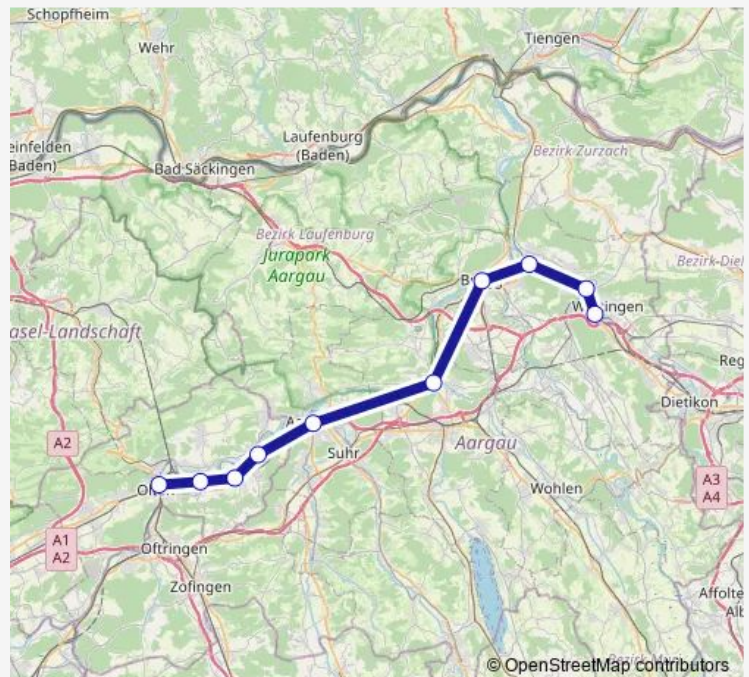 Schopfheim
Wehr
Tiengen
Laufenburg
(Baden)
einfelden
Baden)
Bad Säckingen
Bezirk Zurzach
Bezirk Laufenburg
Jurapark
Aargau
Bezirk-Diel
W
ingen
asel-Landschaft
Reg
Dietikon
A2
Suhr
Aargau
A3
A4
Wohlen
Ol
A1
A2
Oftringen
Zofingen
Affolte
Alb
© OpenStreetMap contributors